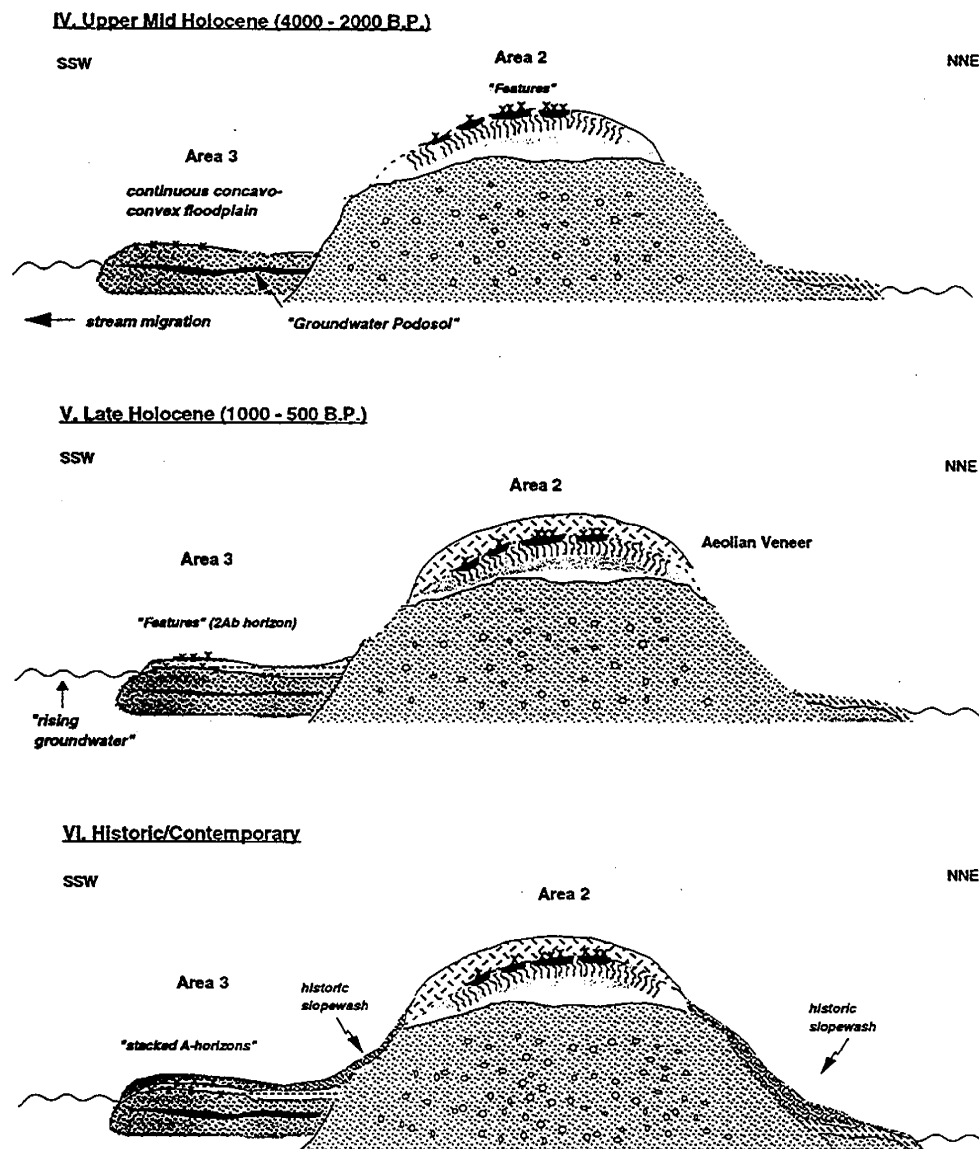 IV. Upper Mid Holocene (4000 - 2000 B.P.)
SSW
Area 2
NNE
"Features"
Area 3
continuous concavo-
convex floodplain
stream migration
"Groundwater Podosol"
V. Late Holocene (1000 - 500 B.P.)
SSW
NNE
Area 2
Aeolian Veneer
Area 3
"Features" (2Ab horizon)
"rising
groundwater"
VI. Historic/Contemporary
SSW
NNE
Area 2
Area 3
historic
slopewash
historic
slopewash
"stacked A-horizons"